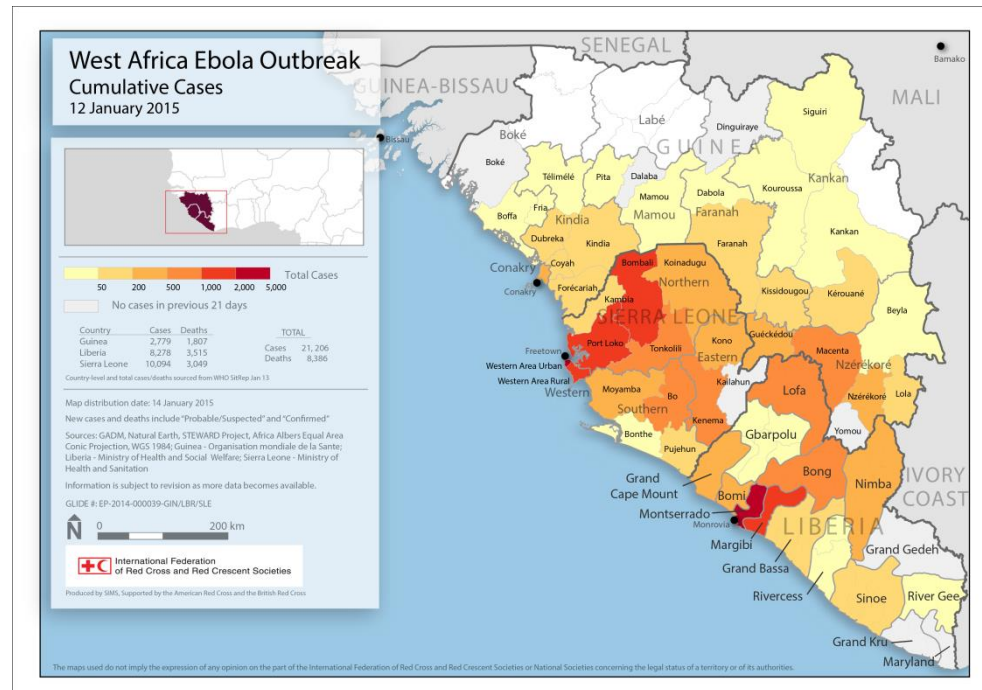 West Africa Ebola Outbreak
Cumulative Cases
12 January 2015
Total Cases
50 200 500 1,000 2,000 5,000
No cases in previous 21 days
Country Cases Deaths
Guinea 2,779 1,807
Liberia 8,278 3,515
Sierra Leone 10,094 3,049
TOTAL
Cases 21, 206
Deaths 8,386
Country-level and total cases/deaths sourced from WHO SitRep Jan 13
Map distribution date: 14 January 2015
New cases and deaths include "Probable/Suspected" and "Confirmed"
Sources: GADM, Natural Earth, STEWARD Project, Africa Albers Equal Area
Conic Projection, WGS 1984; Guinea - Organisation mondiale de la Sante;
Liberia - Ministry of Health and Social Welfare; Sierra Leone - Ministry of
Health and Sanitation
Information is subject to revision as more data becomes available.
GLIDE #: EP-2014-000039-GIN/LBR/SLE
N
0 200 km
International Federation
of Red Cross and Red Crescent Societies
Produced by SIMS, Supported by the American Red Cross and the British Red Cross
SENEGAL
Bamako
GUINEA-BISSAU
MALI
Bissau
Siguiri
Labé
Dinguiraye
Boké
GUINEA
Boké
Télimélé
Pita
Dalaba
Kankan
Mamou
Dabola
Kouroussa
Fria
Boffa
Kindia
Mamou
Faranah
Kankan
Dubreka
Kindia
Faranah
Coyah
Bombali
Koinadugu
Conakry
Conakry
Forécariah
Northern
Kissidougou
Kérouané
Kambia
Beyla
SIERRA LEONE
Guéckédou
Port Loko
Kono
Macenta
Freetown
Tonkolili
Eastern
Nzérékoré
Western Area Urban
Western Area Rural
Western
Kailahun
Moyamba
Lofa
Nzérékoré
Lola
Bo
Southern
Kenema
Yomou
Bonthe
Gbarpolu
Pujehun
Grand
Cape Mount
Bong
Nimba
IVORY
COAST
Bomi
Montserrado
Monrovia
LIBERIA
Margibi
Grand Gedeh
Grand Bassa
Rivercess
Sinoe
River Gee
Grand Kru
Maryland
The maps used do not imply the expression of any opinion on the part of the International Federation of Red Cross and Red Crescent Societies or National Societies concerning the legal status of a territory or of its authorities.